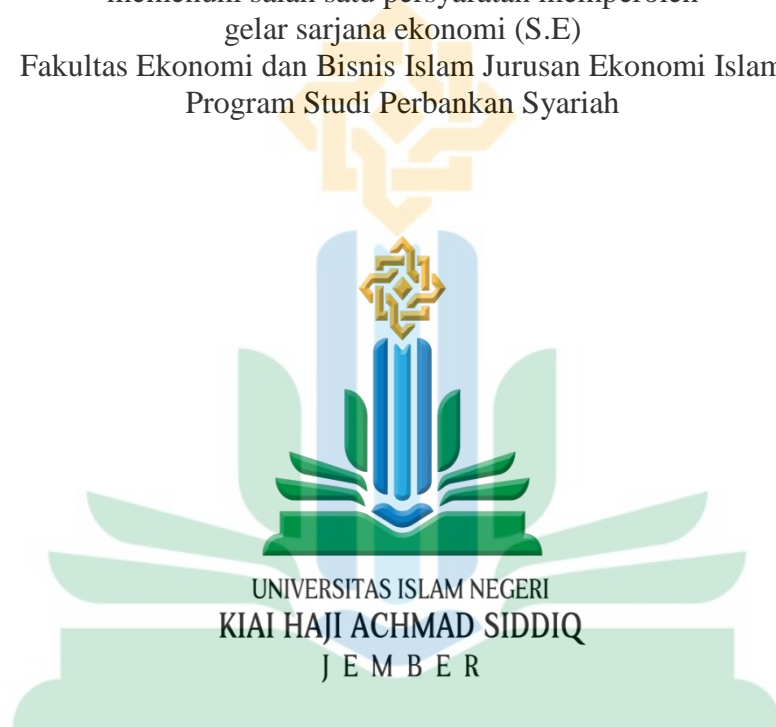 memenuhi salah satu persyaratan memperoleh
gelar sarjana ekonomi (S.E)
Fakultas Ekonomi dan Bisnis Islam Jurusan Ekonomi Islam
Program Studi Perbankan Syariah
UNIVERSITAS ISLAM NEGERI
KIAI HAJI ACHMAD SIDDIQ
J E M B E R